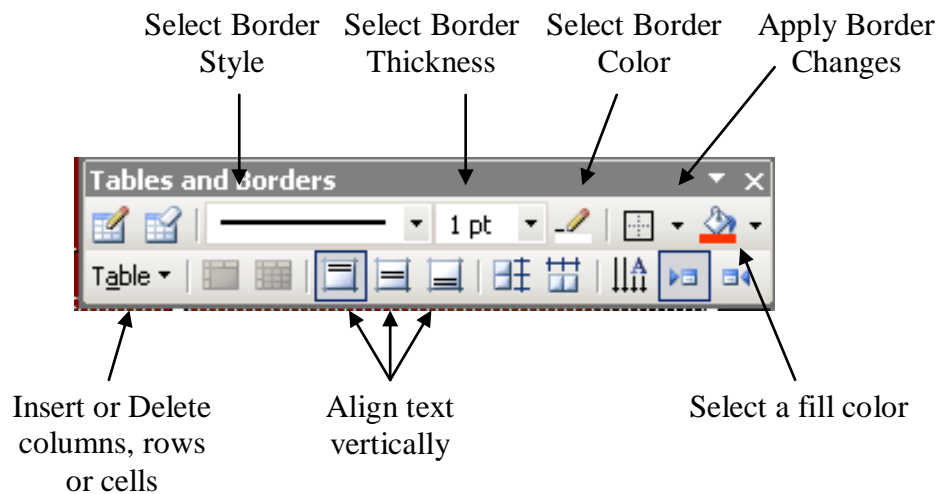 Select Border Style
Select Border Thickness
Select Border Color
Apply Border Changes
Tables and Borders
1 pt
Table
A
Insert or Delete columns, rows or cells
Align text vertically
Select a fill color